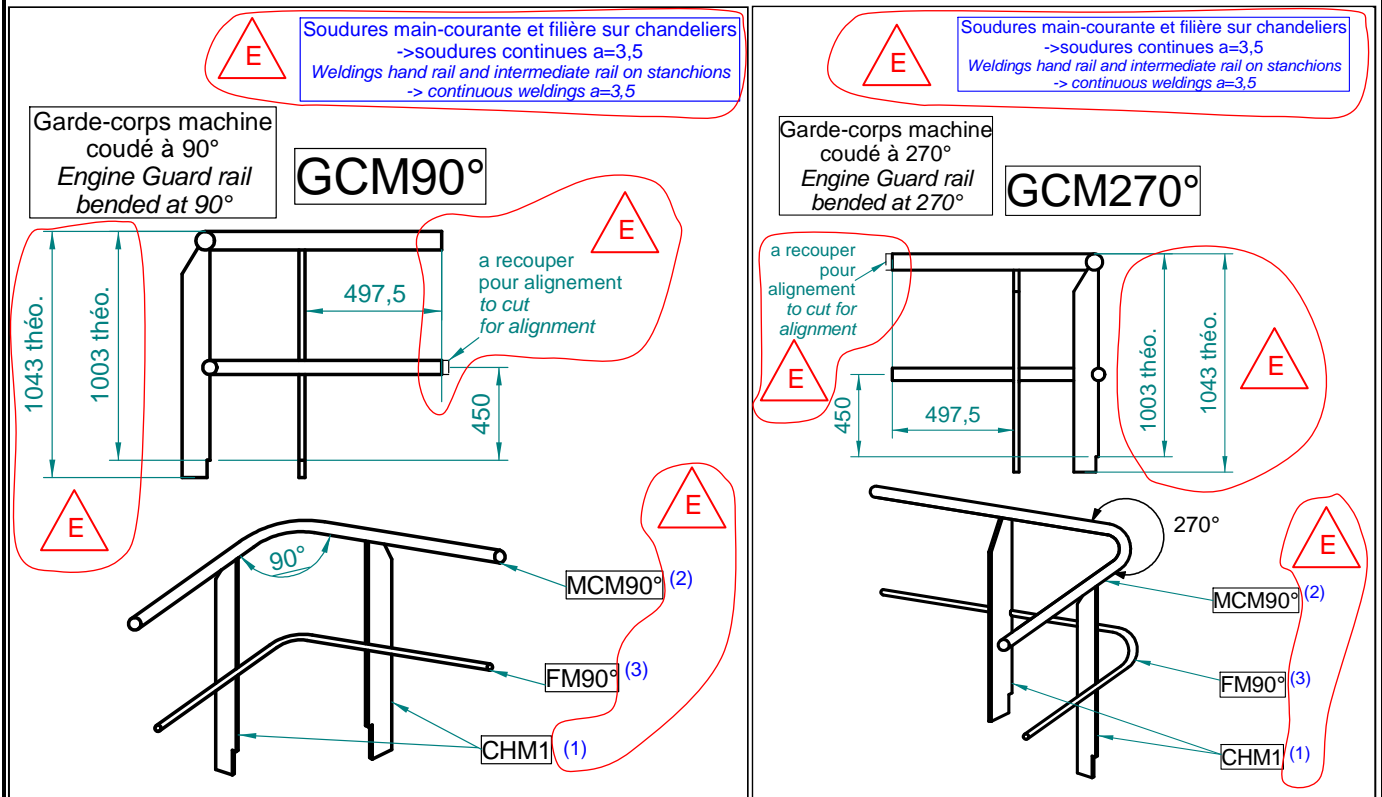 E
Soudures main-courante et filière sur chandeliers
->soudures continues a=3,5
Weldings hand rail and intermediate rail on stanchions
-> continuous weldings a=3,5
Garde-corps machine
coudé à 90°
Engine Guard rail
bended at 90°
GCM90°
E
a recouper
pour alignement
to cut
for alignment
497,5
1043 théo.
1003 théo.
450
E
E
90°
MCM90° (2)
FM90° (3)
CHM1 (1)
E
Soudures main-courante et filière sur chandeliers
->soudures continues a=3,5
Weldings hand rail and intermediate rail on stanchions
-> continuous weldings a=3,5
Garde-corps machine
coudé à 270°
Engine Guard rail
bended at 270°
GCM270°
a recouper
pour
alignement
to cut for
alignment
E
450
497,5
1003 théo.
1043 théo.
E
270°
E
MCM90° (2)
FM90° (3)
CHM1 (1)